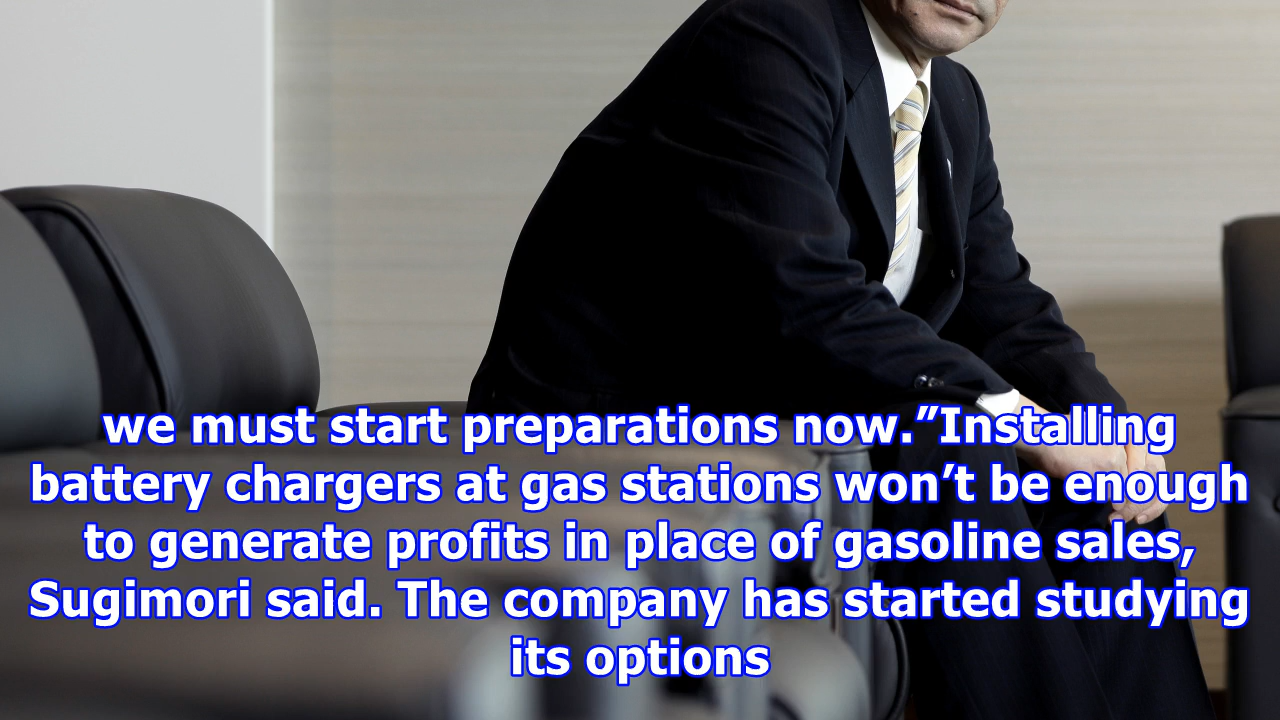 we must start preparations now.”Installing
battery chargers at gas stations won’t be enough
to generate profits in place of gasoline sales,
Sugimori said. The company has started studying
its options